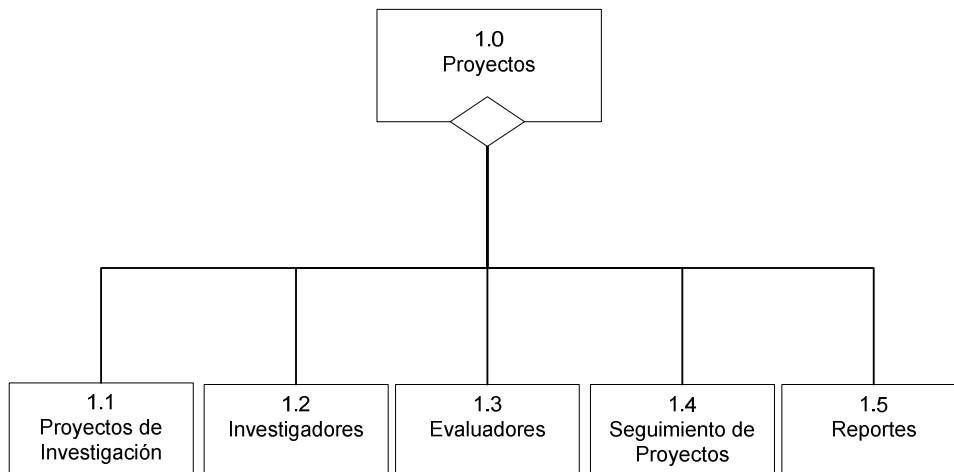 1.0
Proyectos
1.1
Proyectos de
Investigación
1.2
Investigadores
1.3
Evaluadores
1.4
Seguimiento de
Proyectos
1.5
Reportes